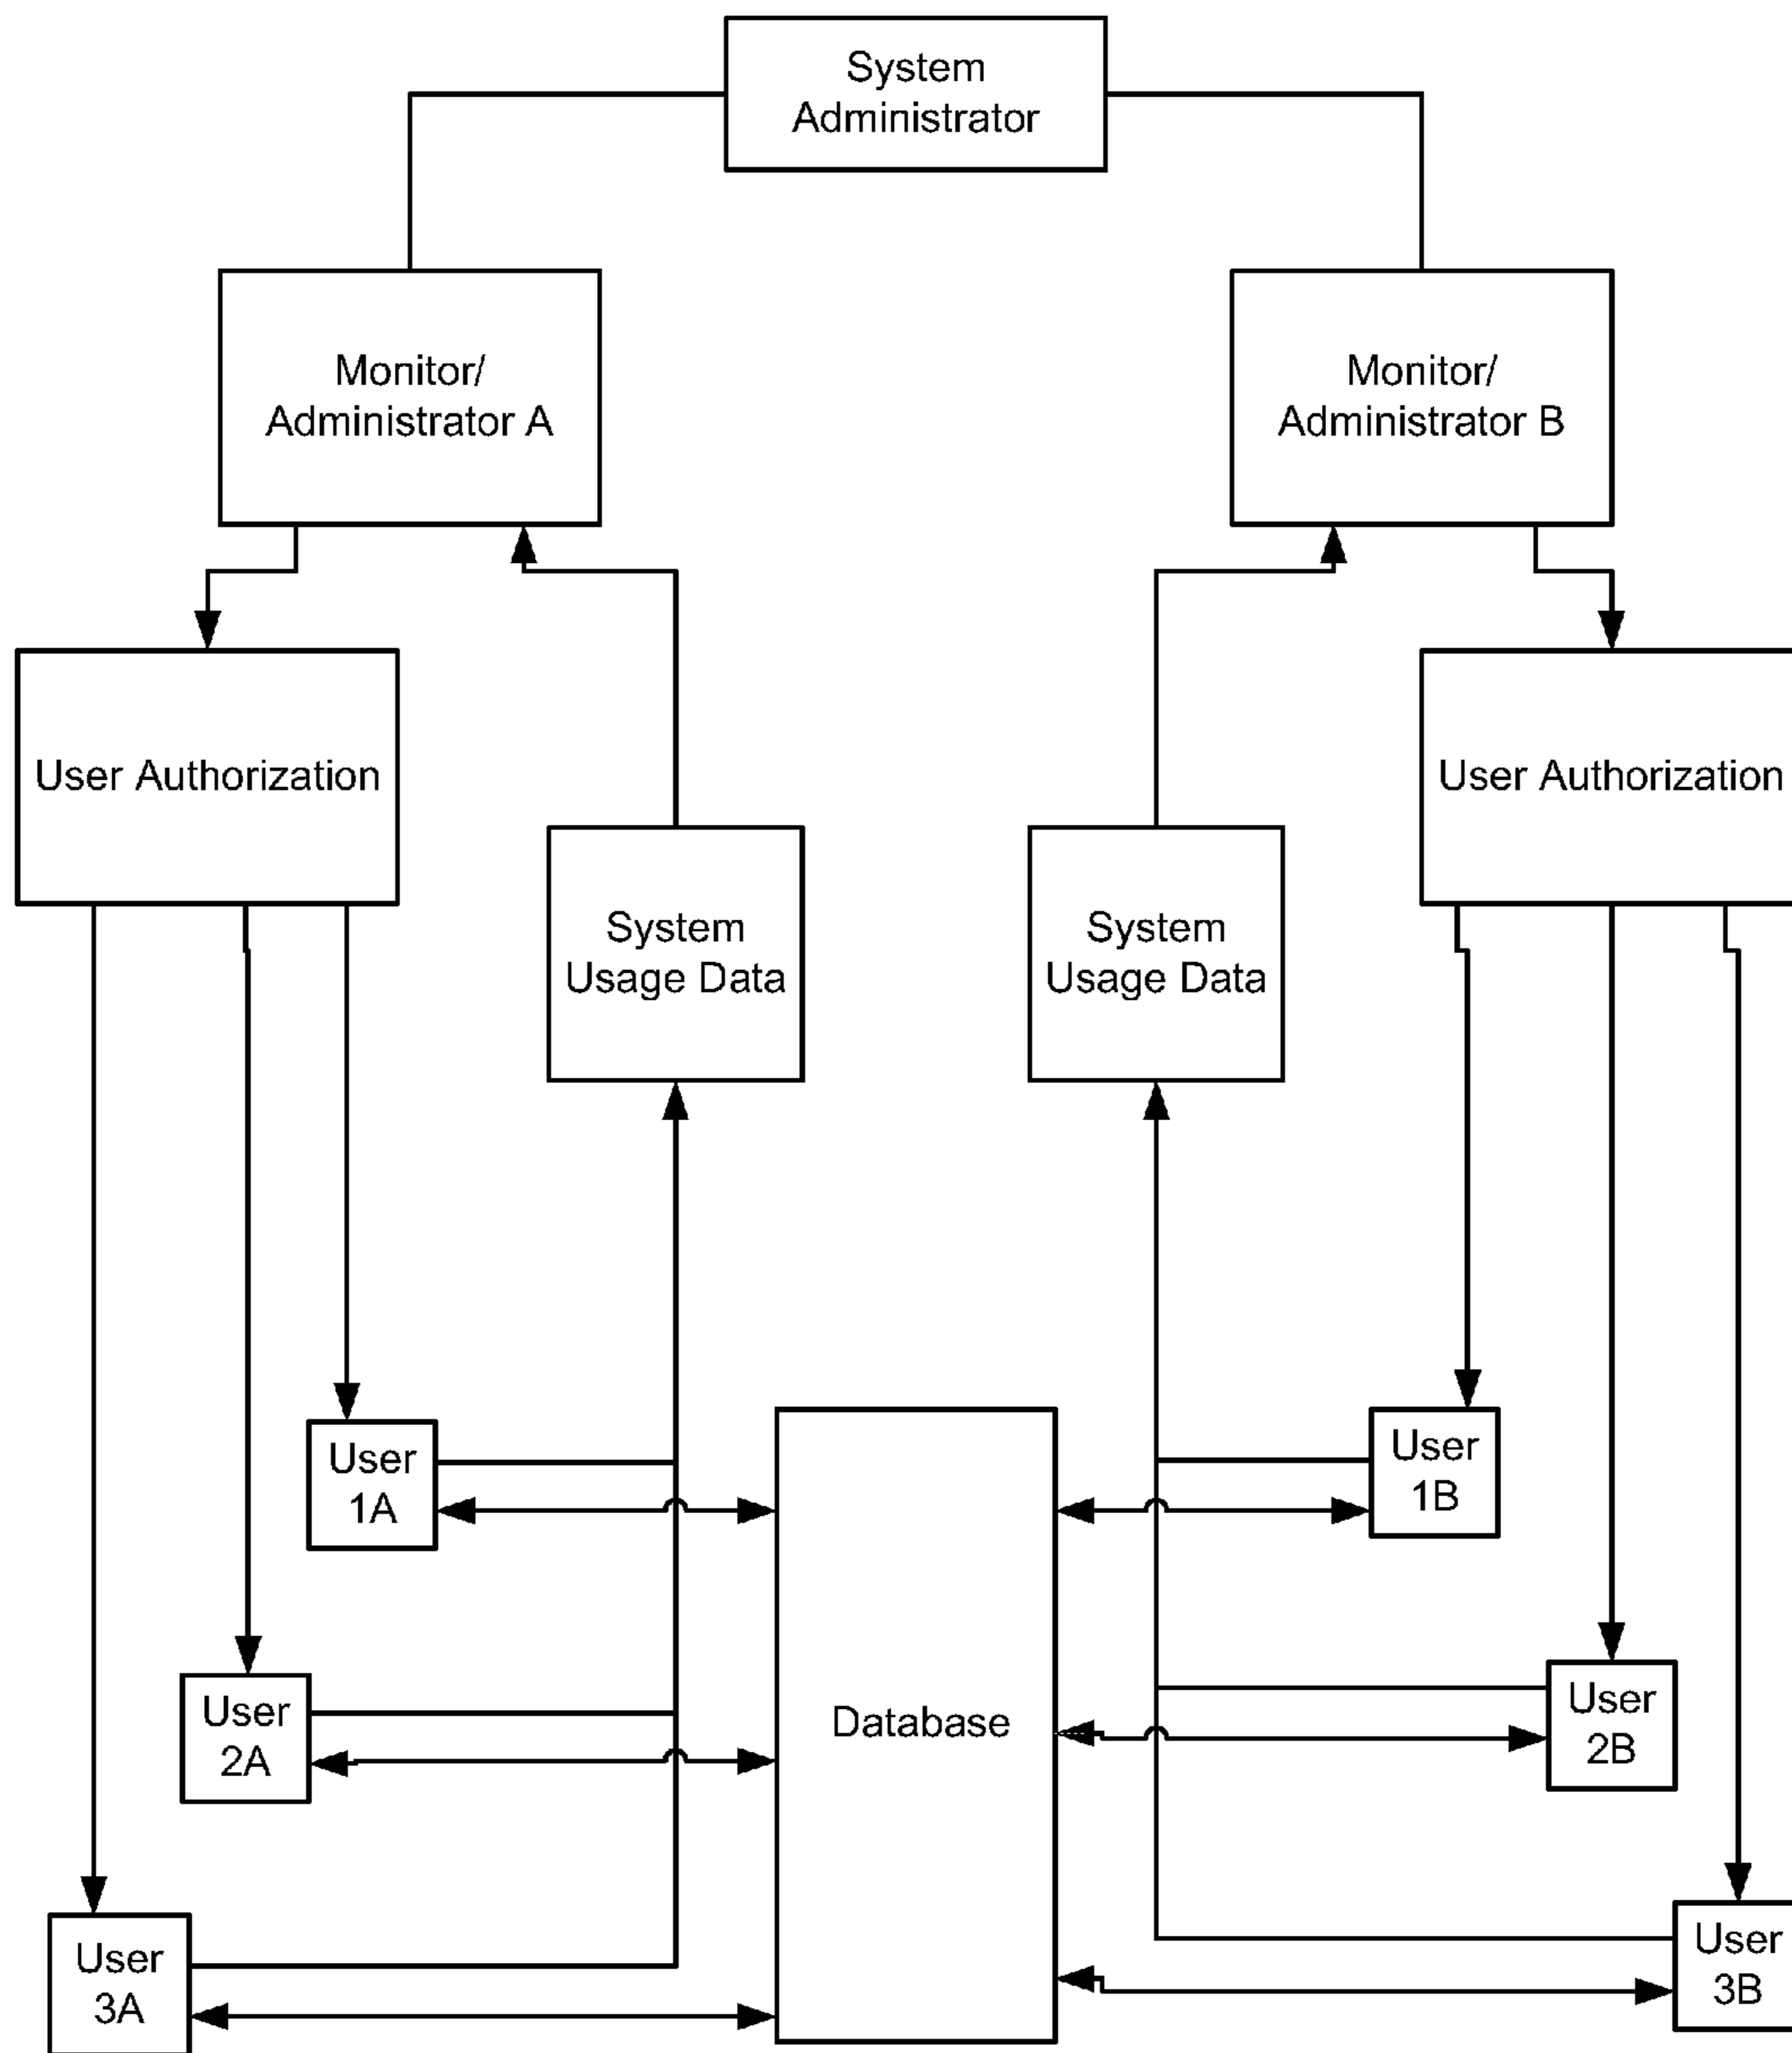 System
Administrator
Monitor/
Administrator A
Monitor/
Administrator B
User Authorization
User Authorization
System
Usage Data
System
Usage Data
User
1A
User
1B
User
2A
Database
User
2B
User
3A
User
3B